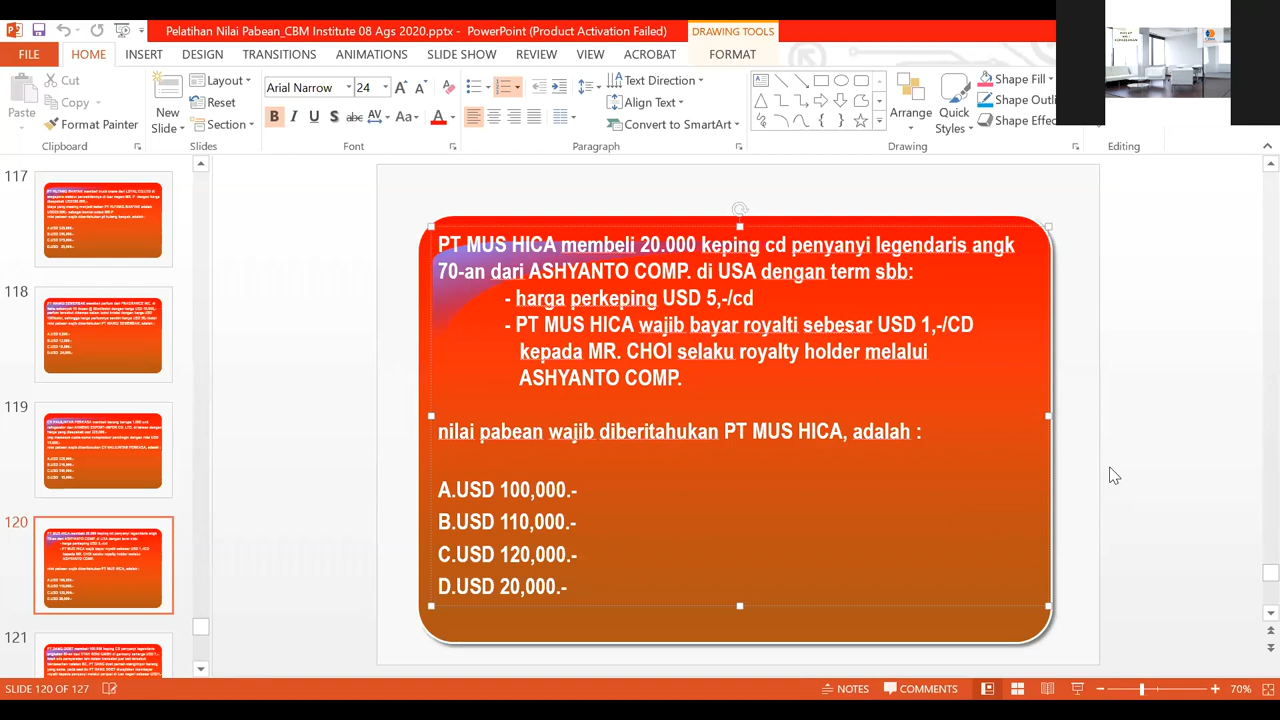 Pelatihan Nilai Pabean_CBM Institute 08 Ags 2020.pptx - PowerPoint (Product Activation Failed)
DRAWING TOOLS
FILE HOME INSERT DESIGN TRANSITIONS ANIMATIONS SLIDE SHOW REVIEW VIEW ACROBAT FORMAT
Paste
Cut
Copy
Format Painter
Clipboard
New
Slide
Layout
Reset
Section
Slides
Arial Narrow 24
Font
Text Direction
Align Text
Convert to SmartArt
Paragraph
Arrange
Quick
Styles
Shape Fill
Shape Outli
Shape Effec
Drawing
Editing
117
118
119
120
121
PT MUS HICA membeli 20.000 keping cd penyanyi legendaris angk
70-an dari ASHYANTO COMP. di USA dengan term sbb:
- harga perkeping USD 5,-/cd
- PT MUS HICA wajib bayar royalti sebesar USD 1,-/CD
kepada MR. CHOI selaku royalty holder melalui
ASHYANTO COMP.
nilai pabean wajib diberitahukan PT MUS HICA, adalah :
A.USD 100,000.-
B.USD 110,000.-
C.USD 120,000.-
D.USD 20,000.-
SLIDE 120 OF 127
NOTES
COMMENTS
70%